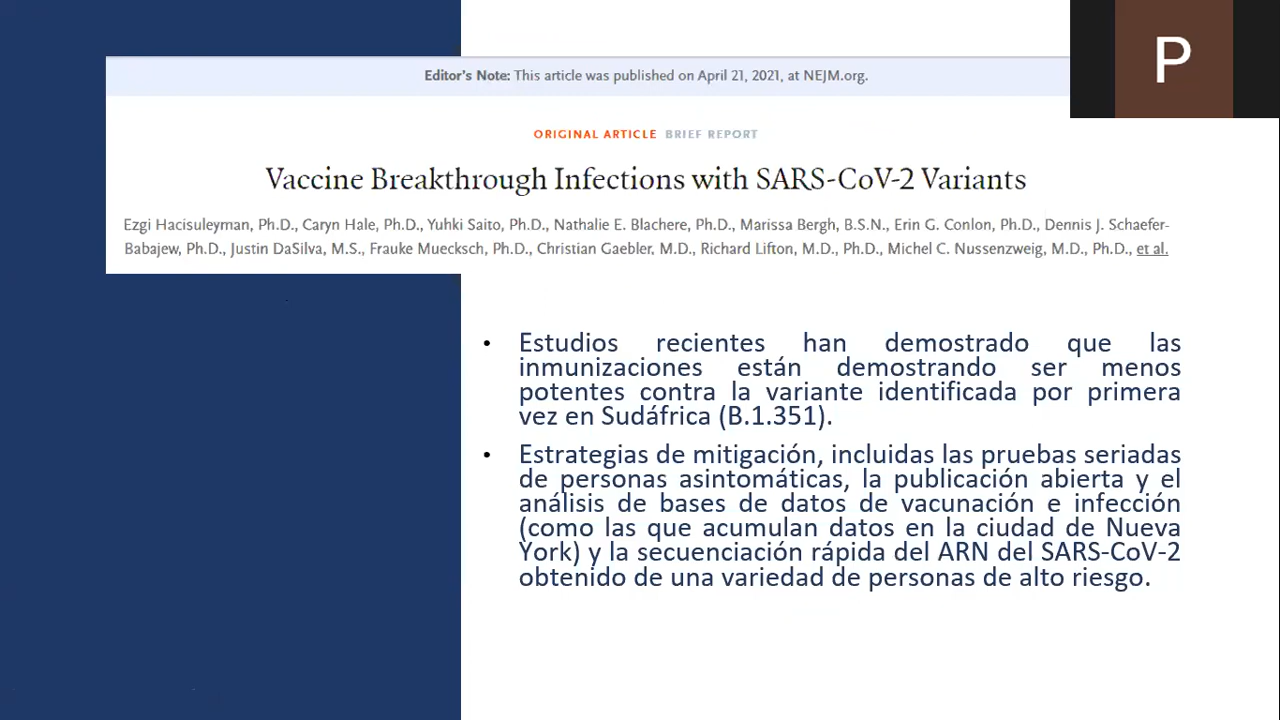 P
Editor's Note: This article was published on April 21, 2021, at NEJM.org.
ORIGINAL ARTICLE BRIEF REPORT
Vaccine Breakthrough Infections with SARS-CoV-2 Variants
Ezgi Hacisuleyman, Ph.D., Caryn Hale, Ph.D., Yuhki Saito, Ph.D., Nathalie E. Blachere, Ph.D., Marissa Bergh, B.S.N., Erin G. Conlon, Ph.D., Dennis J. Schaefer-
Babajew, Ph.D., Justin DaSilva, M.S., Frauke Muecksch, Ph.D., Christian Gaebler, M.D., Richard Lifton, M.D., Ph.D., Michel C. Nussenzweig, M.D., Ph.D., et al.
• Estudios recientes han demostrado que las
inmunizaciones están demostrando ser menos
potentes contra la variante identificada por primera
vez en Sudáfrica (B.1.351).
• Estrategias de mitigación, incluidas las pruebas seriadas
de personas asintomáticas, la publicación abierta y el
análisis de bases de datos de vacunación e infección
(como las que acumulan datos en la ciudad de Nueva
York) y la secuenciación rápida del ARN del SARS-CoV-2
obtenido de una variedad de personas de alto riesgo.